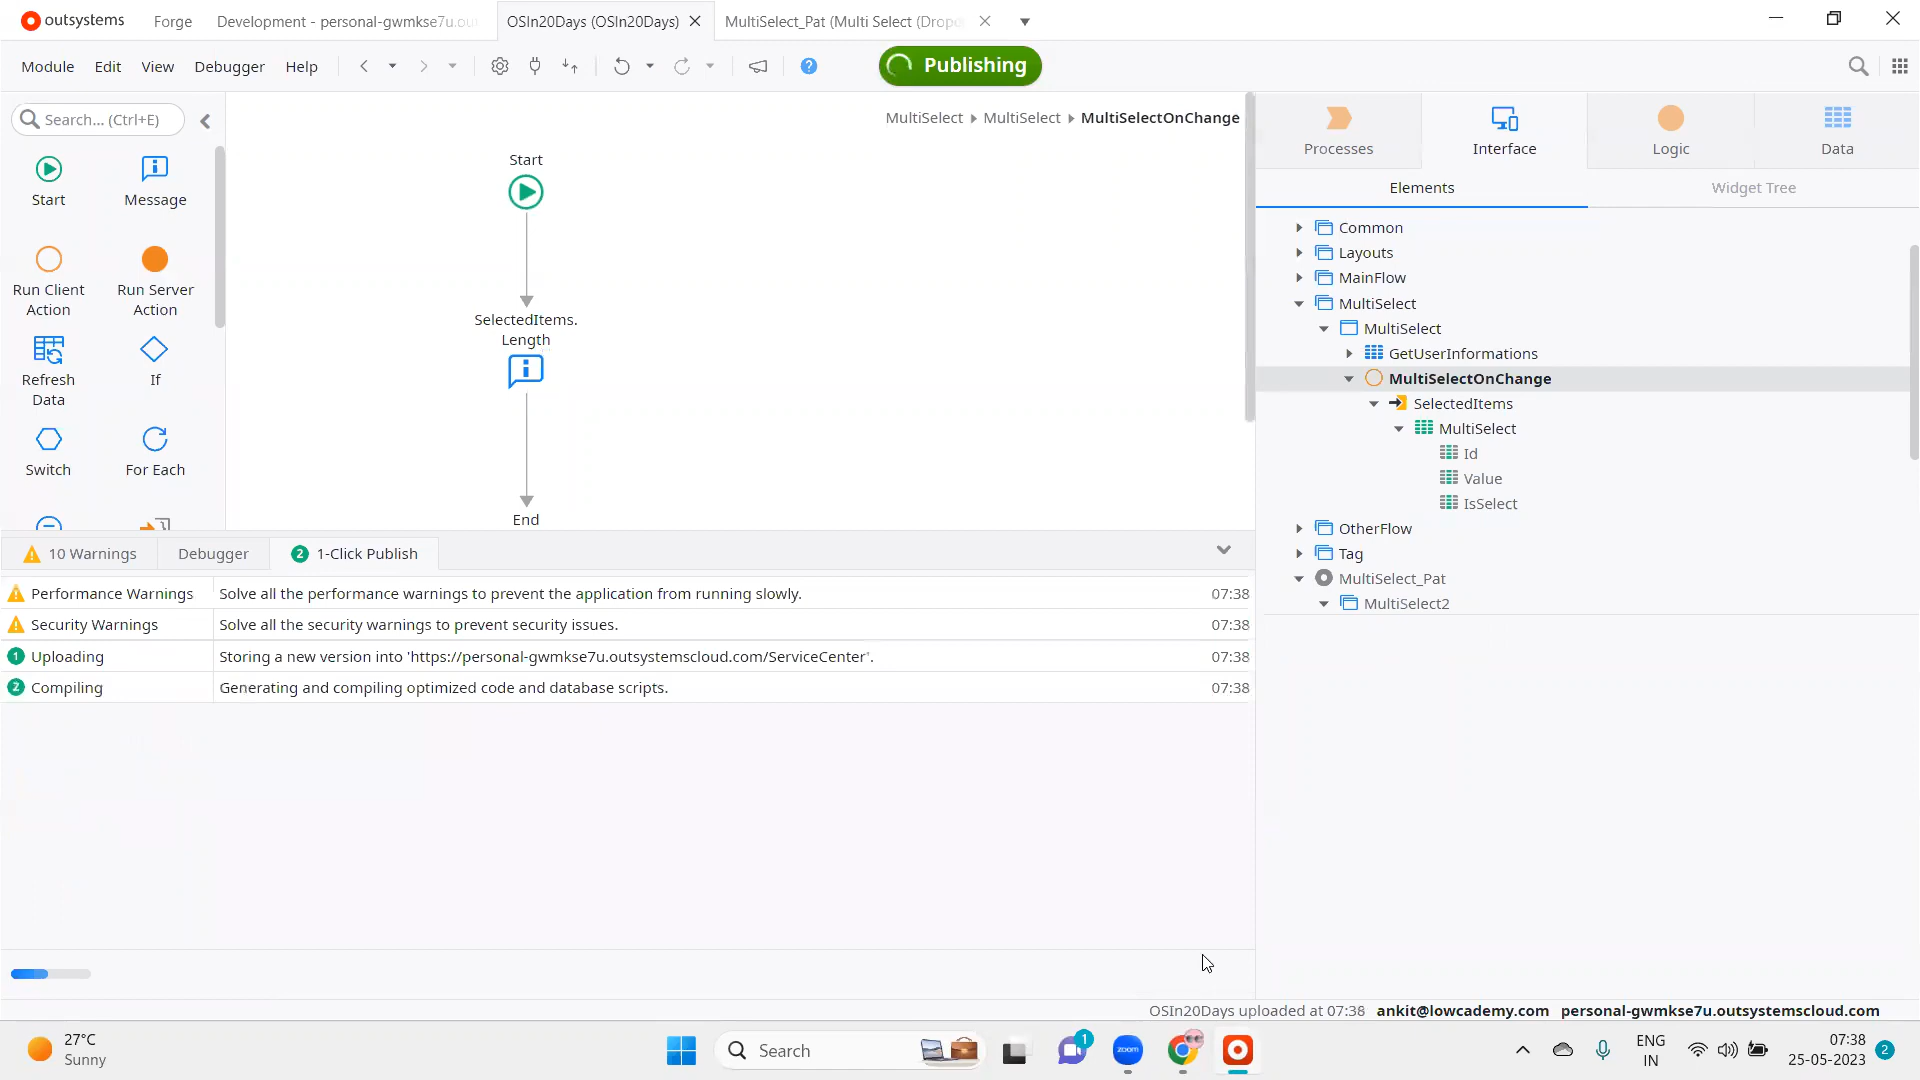 outsystems
Forge
Development - personal-gwmkse7u.ou
OSIn20Days (OSIn20Days)
MultiSelect_Pat (Multi Select (Dropd
Module
Edit
View
Debugger
Help
Publishing
Search... (Ctrl+E)
MultiSelect
MultiSelect
MultiSelectOnChange
Start
Message
Run Client
Action
Run Server
Action
Refresh
Data
If
Switch
For Each
Start
SelectedItems.
Length
End
Processes
Interface
Logic
Data
Elements
Widget Tree
Common
Layouts
MainFlow
MultiSelect
MultiSelect
GetUserInformations
MultiSelectOnChange
SelectedItems
MultiSelect
Id
Value
IsSelect
OtherFlow
Tag
MultiSelect_Pat
MultiSelect2
10 Warnings
Debugger
2 1-Click Publish
Performance Warnings Solve all the performance warnings to prevent the application from running slowly. 07:38
Security Warnings Solve all the security warnings to prevent security issues. 07:38
1 Uploading Storing a new version into 'https://personal-gwmkse7u.outsystemscloud.com/ServiceCenter'. 07:38
2 Compiling Generating and compiling optimized code and database scripts. 07:38
OSIn20Days uploaded at 07:38 ankit@lowcademy.com personal-gwmkse7u.outsystemscloud.com
27°C
Sunny
Search
1
zoom
ENG
IN
07:38
25-05-2023
2